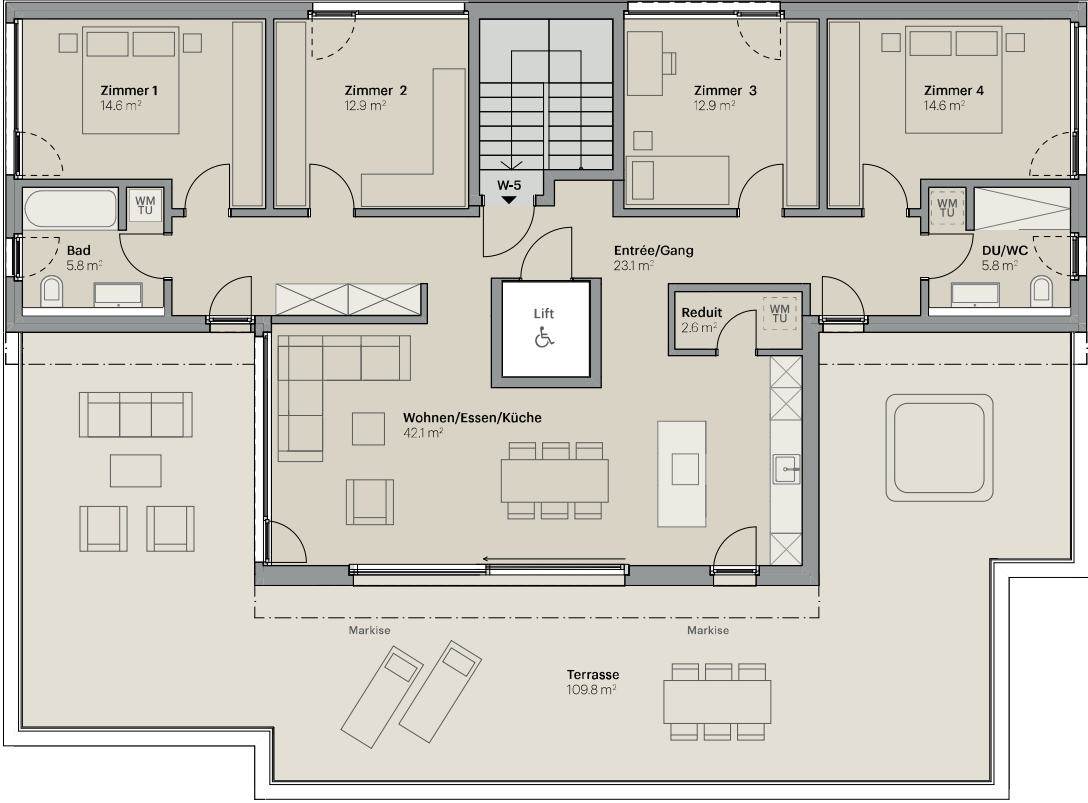 Zimmer 1
14.6 m²
Zimmer 2
12.9 m²
Zimmer 3
12.9 m²
Zimmer 4
14.6 m²
W-5
WM
TU
WM
TU
Bad
5.8 m²
Entrée/Gang
23.1 m²
DU/WC
5.8 m²
Lift
Reduit
2.6 m²
WM
TU
Wohnen/Essen/Küche
42.1 m²
Markise
Markise
Terrasse
109.8 m²